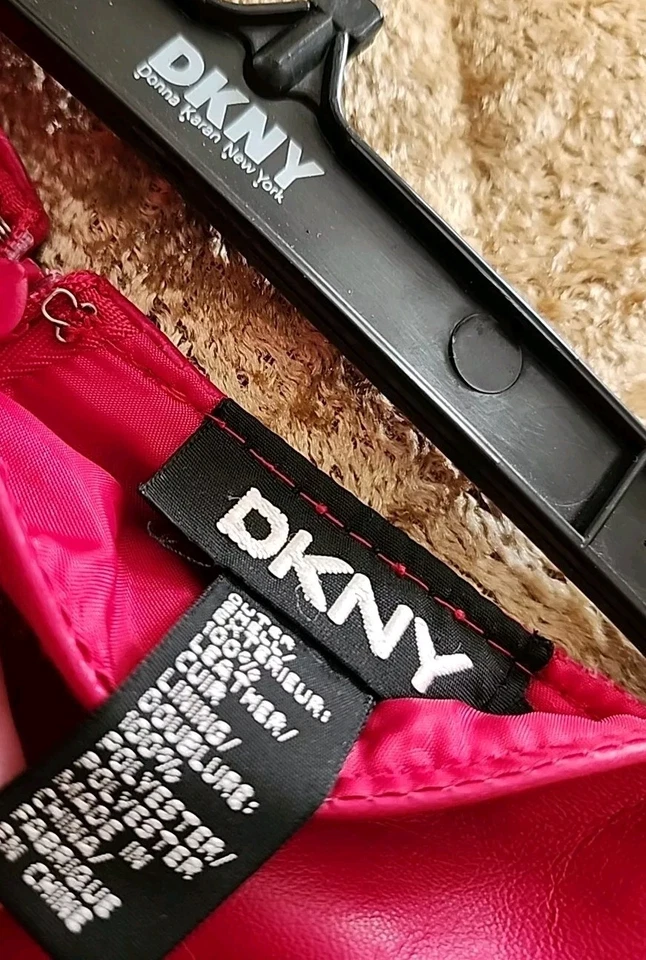 DKNY
Donna Karan New York
DKNY
EXTERIEUR:
100%
LEATHER/
CUIR
LINING/
DOUBLURE:
100%
POLYESTER/
POLYESTER
MADE IN
CHINA/
FABRIQUE
EN CHINE